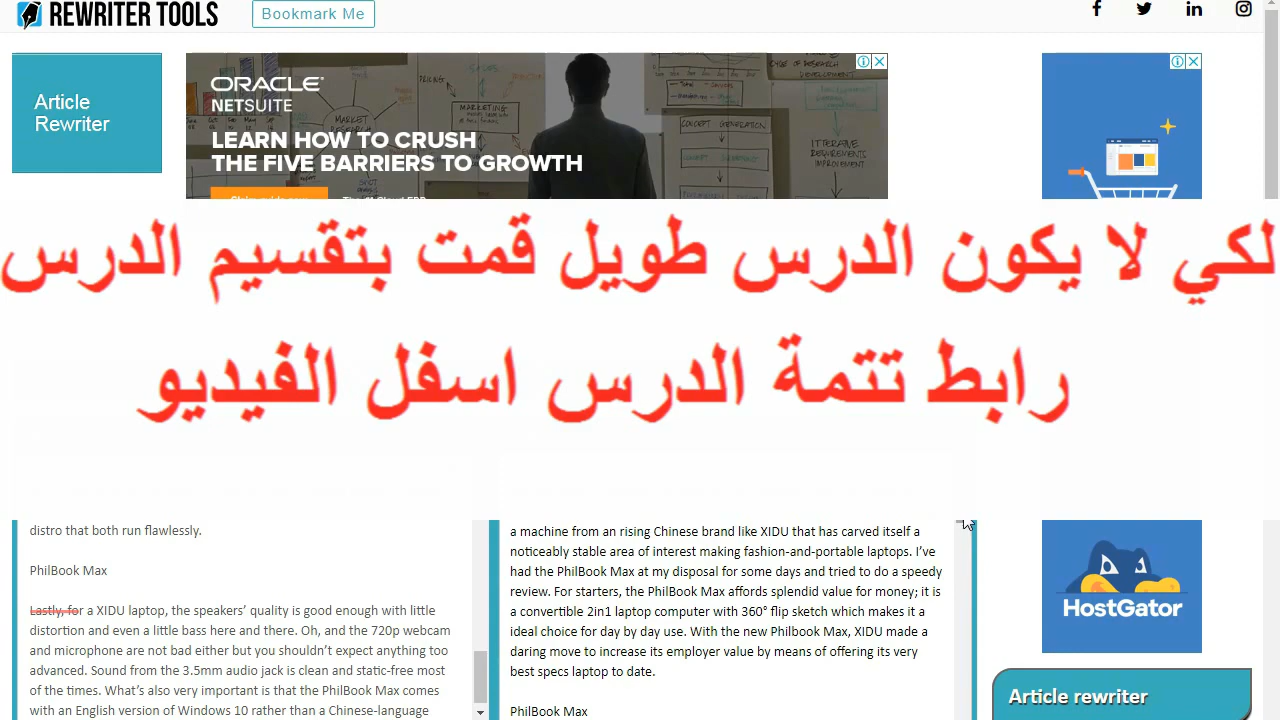 REWRITER TOOLS
Bookmark Me
Article
Rewriter
ORACLE
NETSUITE
LEARN HOW TO CRUSH
THE FIVE BARRIERS TO GROWTH
PRICING
MARKETING
MARKET
CONCEPT GENERATION
لكي لا يكون الدرس طويل قمت بتقسيم الدرس
رابط تتمة الدرس اسفل الفيديو
distro that both run flawlessly.
PhilBook Max
Lastly, for a XIDU laptop, the speakers’ quality is good enough with little
distortion and even a little bass here and there. Oh, and the 720p webcam
and microphone are not bad either but you shouldn’t expect anything too
advanced. Sound from the 3.5mm audio jack is clean and static-free most
of the times. What’s also very important is that the PhilBook Max comes
with an English version of Windows 10 rather than a Chinese-language
a machine from an rising Chinese brand like XIDU that has carved itself a
noticeably stable area of interest making fashion-and-portable laptops. I’ve
had the PhilBook Max at my disposal for some days and tried to do a speedy
review. For starters, the PhilBook Max affords splendid value for money; it is
a convertible 2in1 laptop computer with 360° flip sketch which makes it a
ideal choice for day by day use. With the new Philbook Max, XIDU made a
daring move to increase its employer value by means of offering its very
best specs laptop to date.
PhilBook Max
HostGator
Article rewriter